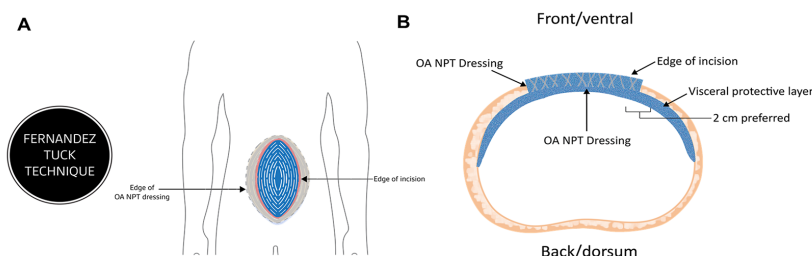 A
FERNANDEZ
TUCK
TECHNIQUE
Edge of
OA NPT dressing
Edge of incision
B
Front/ventral
OA NPT Dressing
Edge of incision
Visceral protective layer
2 cm preferred
OA NPT Dressing
Back/dorsum